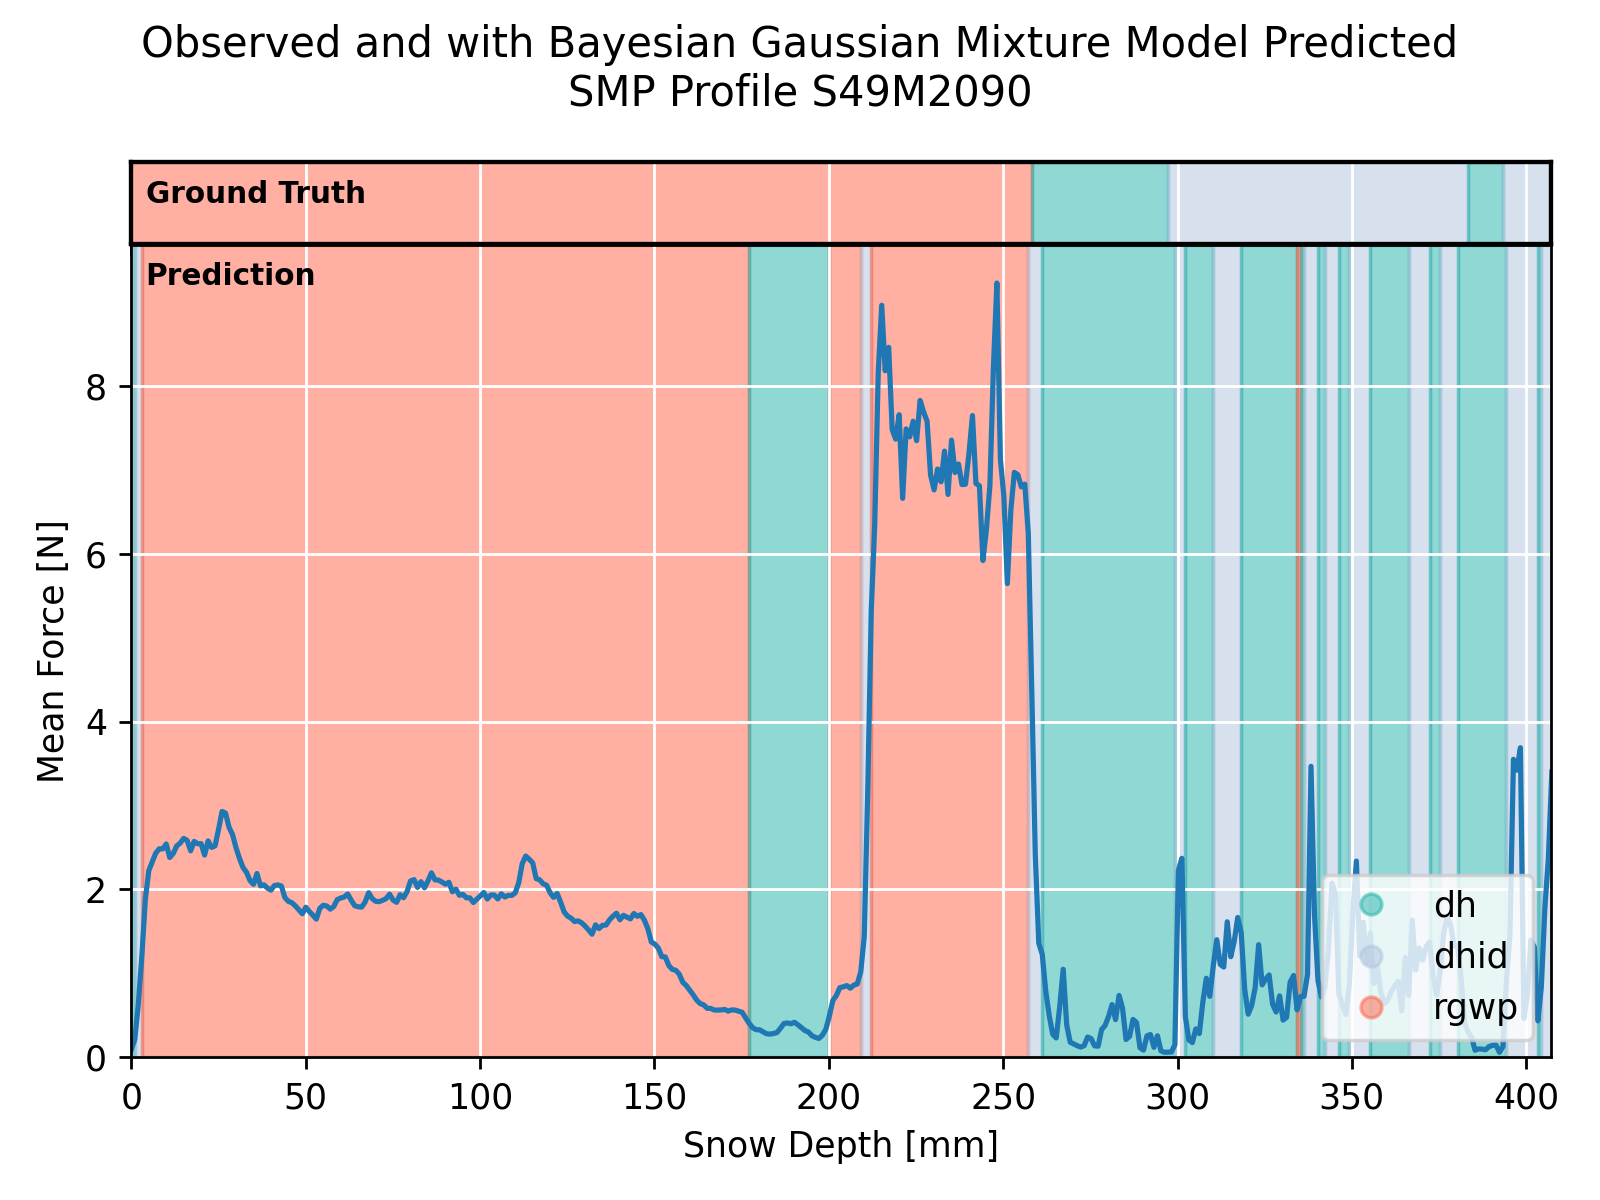 Observed and with Bayesian Gaussian Mixture Model Predicted
SMP Profile S49M2090
Ground Truth
Prediction
Mean Force [N]
8
6
4
2
0
dh
dhid
rgwp
0 50 100 150 200 250 300 350 400
Snow Depth [mm]